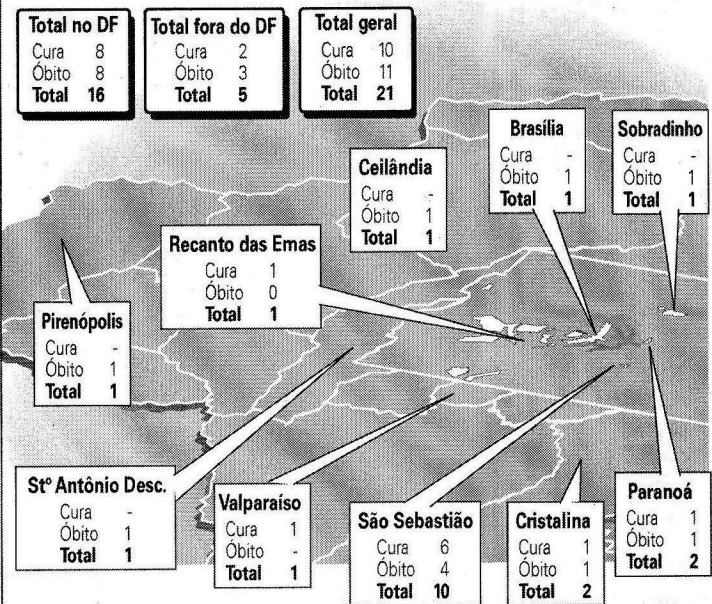 Total no DF
Cura 8
Óbito 8
Total 16
Total fora do DF
Cura 2
Óbito 3
Total 5
Total geral
Cura 10
Óbito 11
Total 21
Brasília
Cura -
Óbito 1
Total 1
Sobradinho
Cura -
Óbito 1
Total 1
Ceilândia
Cura -
Óbito 1
Total 1
Recanto das Emas
Cura 1
Óbito 0
Total 1
Pirenópolis
Cura -
Óbito 1
Total 1
Stº Antônio Desc.
Cura -
Óbito 1
Total 1
Valparaíso
Cura 1
Óbito -
Total 1
São Sebastião
Cura 6
Óbito 4
Total 10
Cristalina
Cura 1
Óbito 1
Total 2
Paranoá
Cura 1
Óbito 1
Total 2